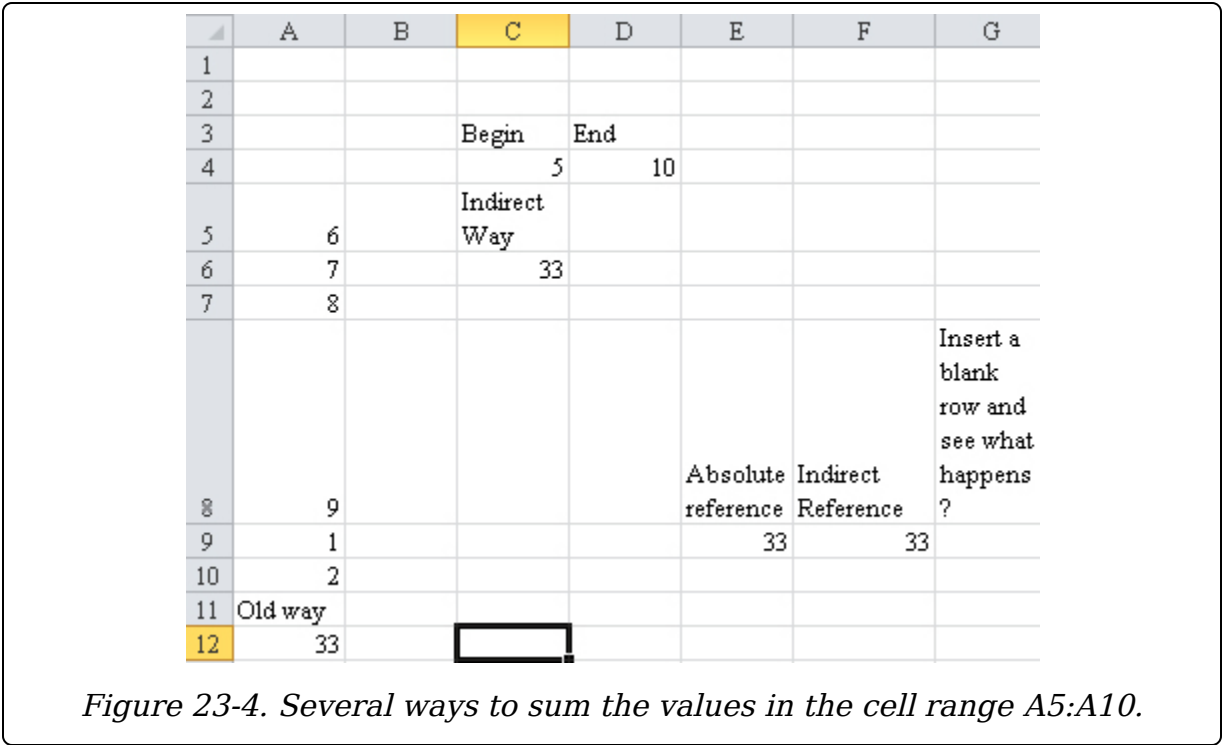 A B C D E F G
1
2
3 Begin End
4 5 10
Indirect
5 6 Way
6 7 33
7 8
Insert a
blank
row and
see what
Absolute Indirect happens
8 9 reference Reference ?
9 1 33 33
10 2
11 Old way
12 33
Figure 23-4. Several ways to sum the values in the cell range A5:A10.